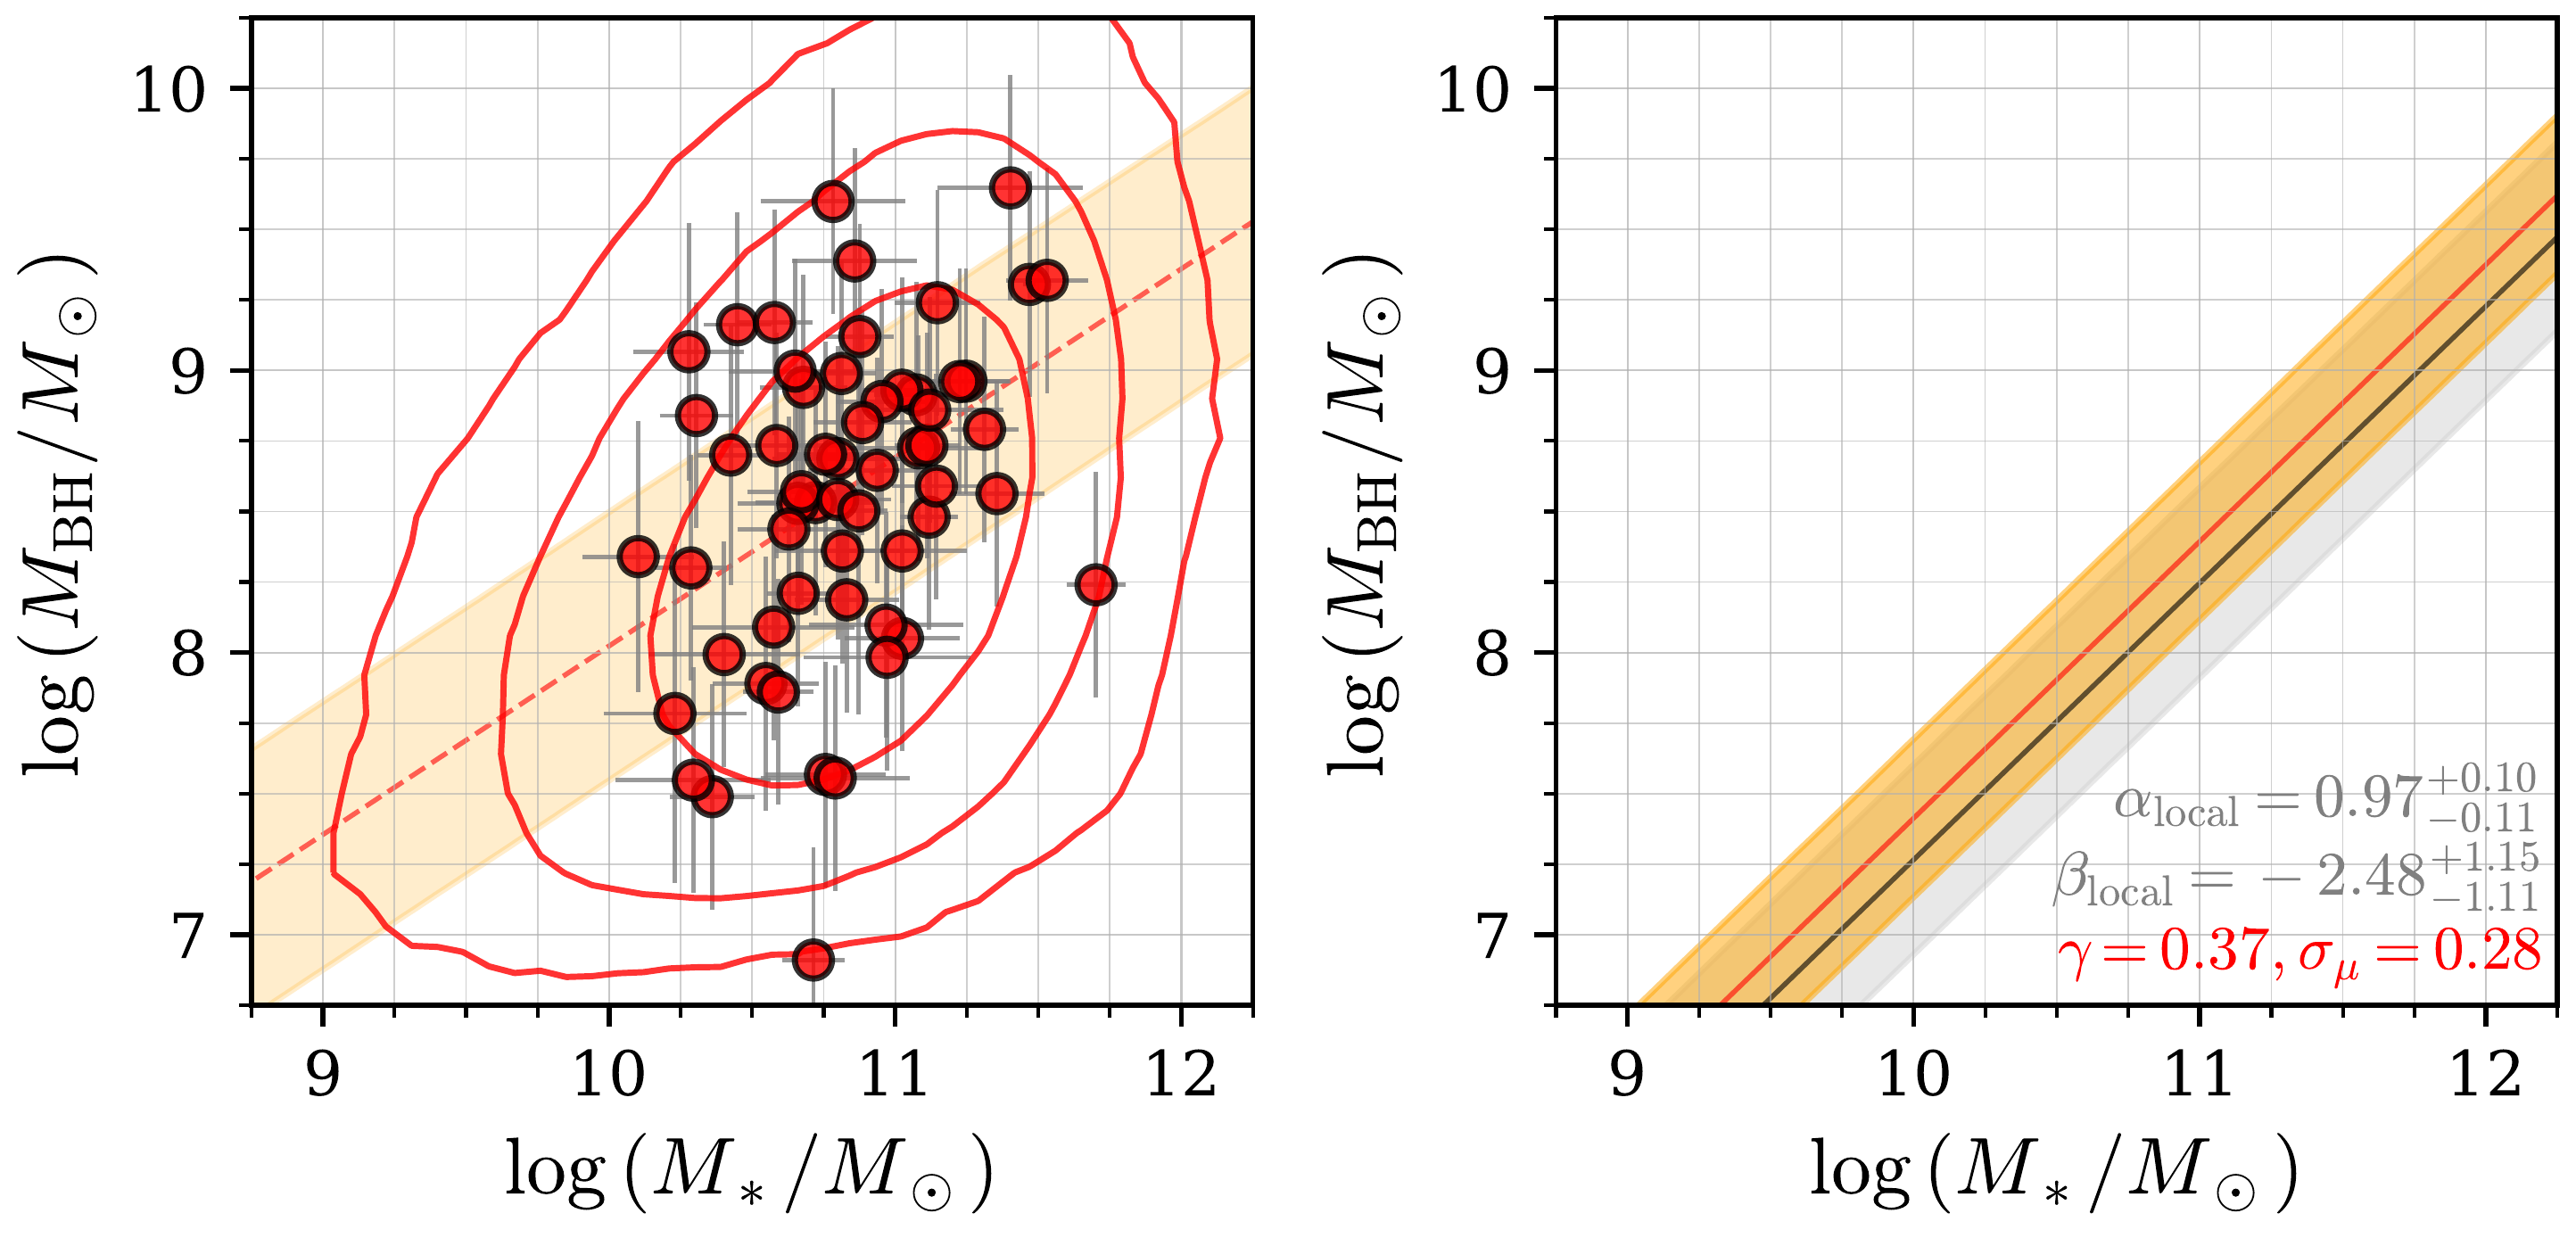 10
9
8
7
log (M_BH/M_⊙)
9 10 11 12
log (M_*/M_⊙)
10
9
8
7
log (M_BH/M_⊙)
α_local = 0.97^{+0.10}_{−0.11}
β_local = −2.48^{+1.15}_{−1.11}
γ = 0.37, σ_μ = 0.28
9 10 11 12
log (M_*/M_⊙)